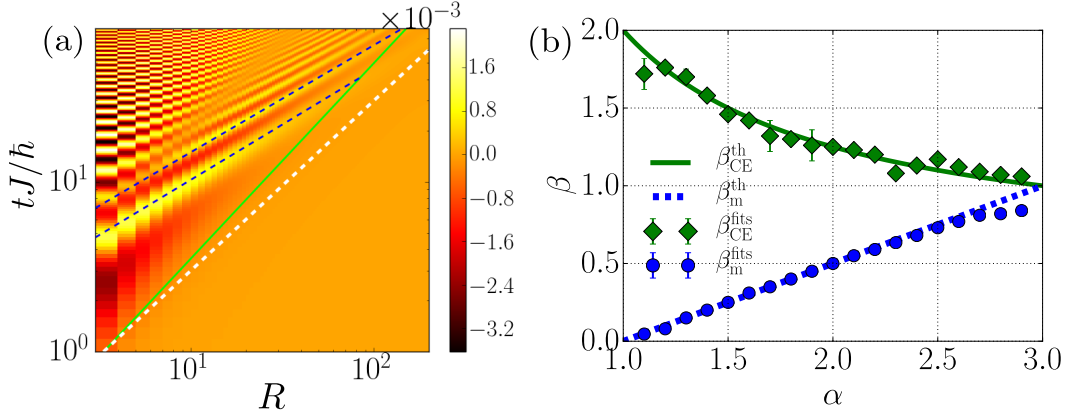 (a)
×10⁻³
tJ/ħ
10¹
10⁰
10¹
10²
R
1.6
0.8
0.0
−0.8
−1.6
−2.4
−3.2
(b)
β
2.0
1.5
1.0
0.5
0.0
β_CE^th
β_m^th
β_CE^fits
β_m^fits
1.0
1.5
2.0
2.5
3.0
α